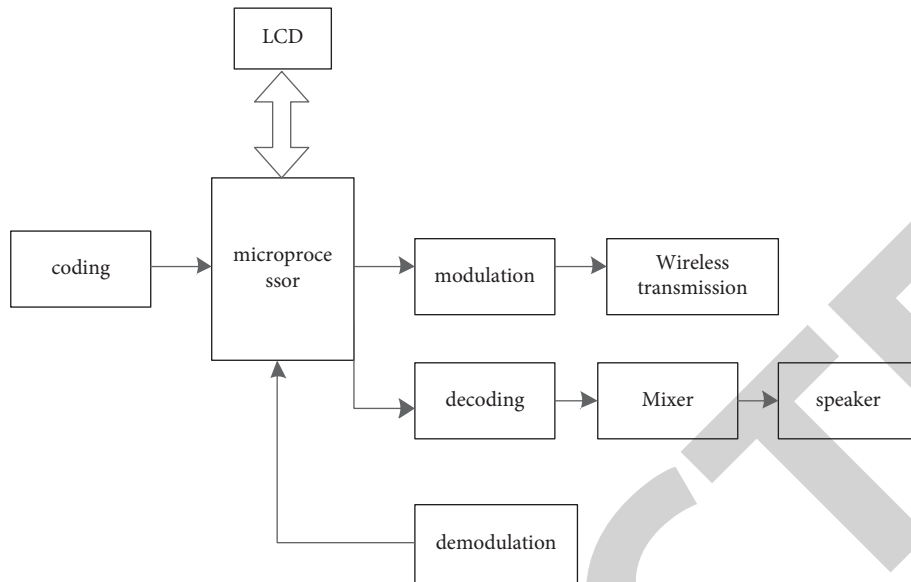 LCD
coding
microproce
ssor
modulation
Wireless
transmission
decoding
Mixer
speaker
demodulation